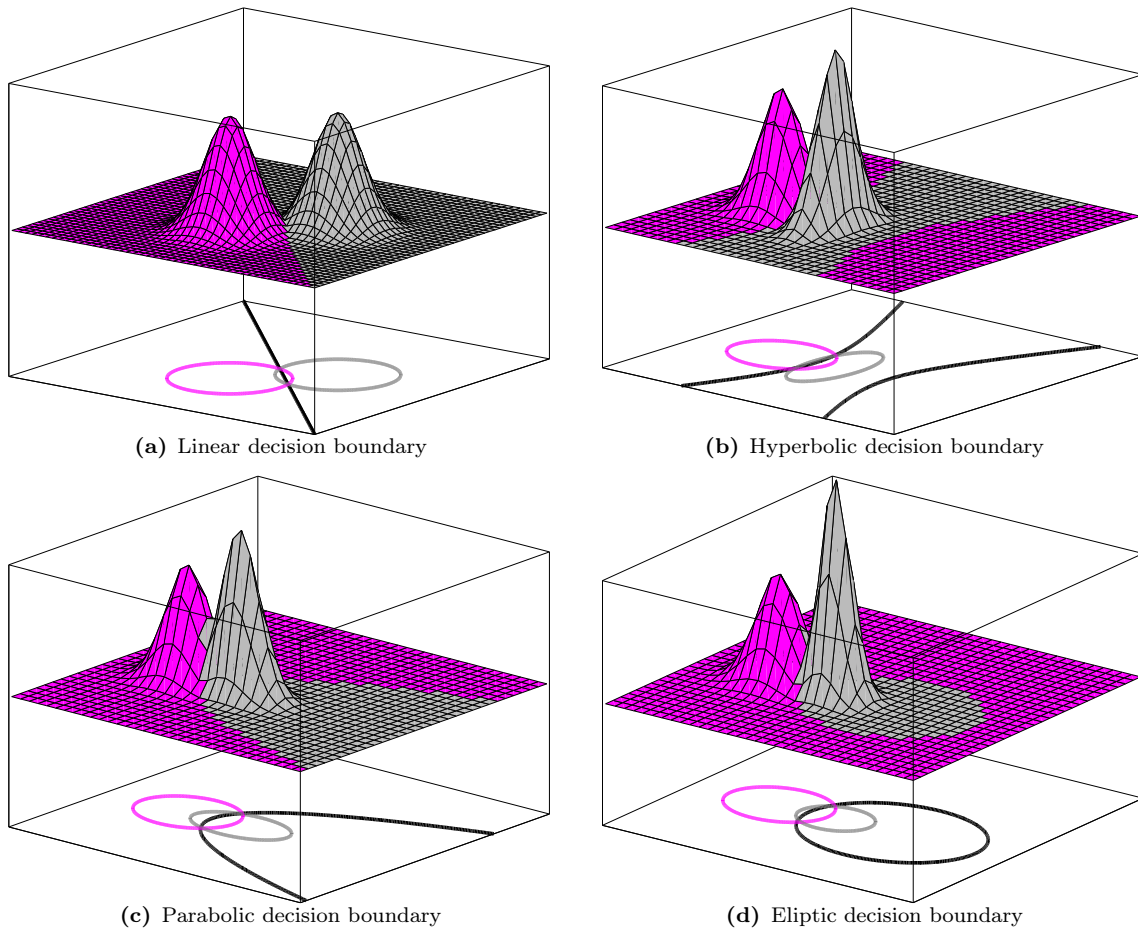 (a) Linear decision boundary
(b) Hyperbolic decision boundary
(c) Parabolic decision boundary
(d) Eliptic decision boundary